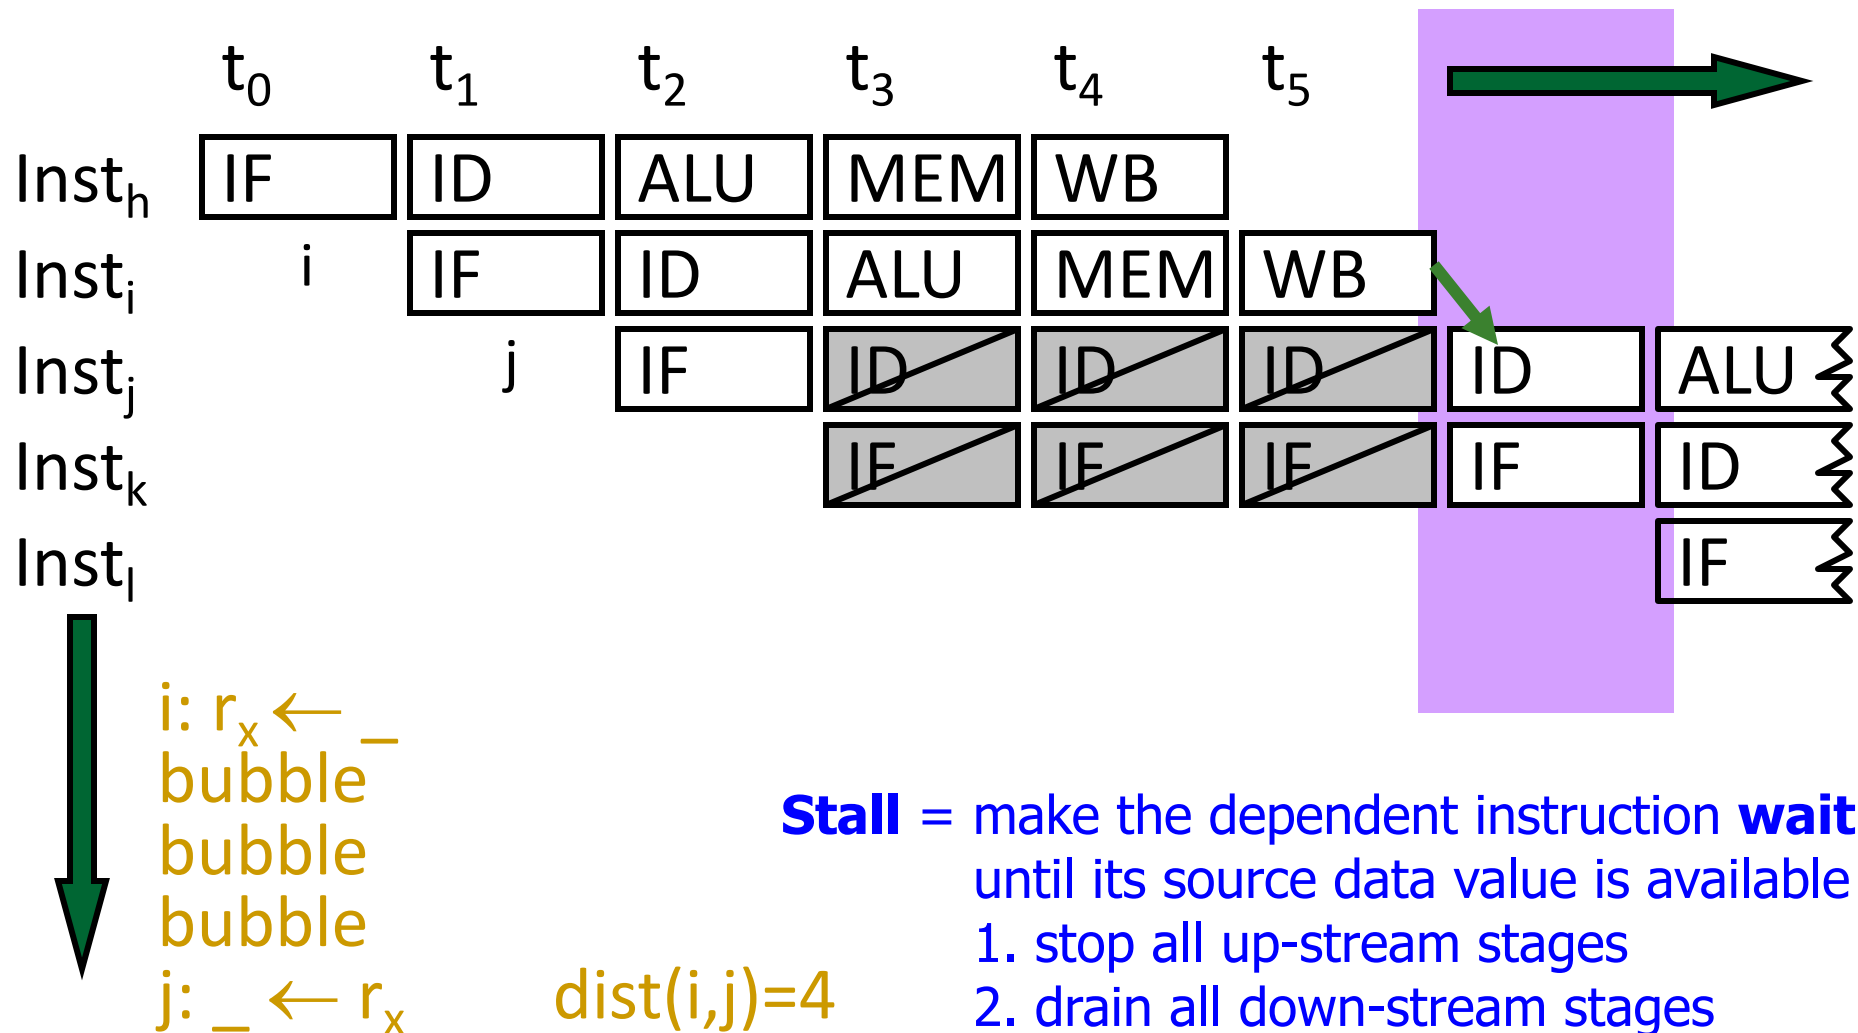 t0 t1 t2 t3 t4 t5
Insth IF ID ALU MEM WB
Insti i IF ID ALU MEM WB
Instj j IF ID ID ID ID ALU
Instk IF IF IF IF ID
Instl IF
i: rx ← _
bubble
bubble
bubble
j: _ ← rx dist(i,j)=4
Stall = make the dependent instruction wait
until its source data value is available
1. stop all up-stream stages
2. drain all down-stream stages